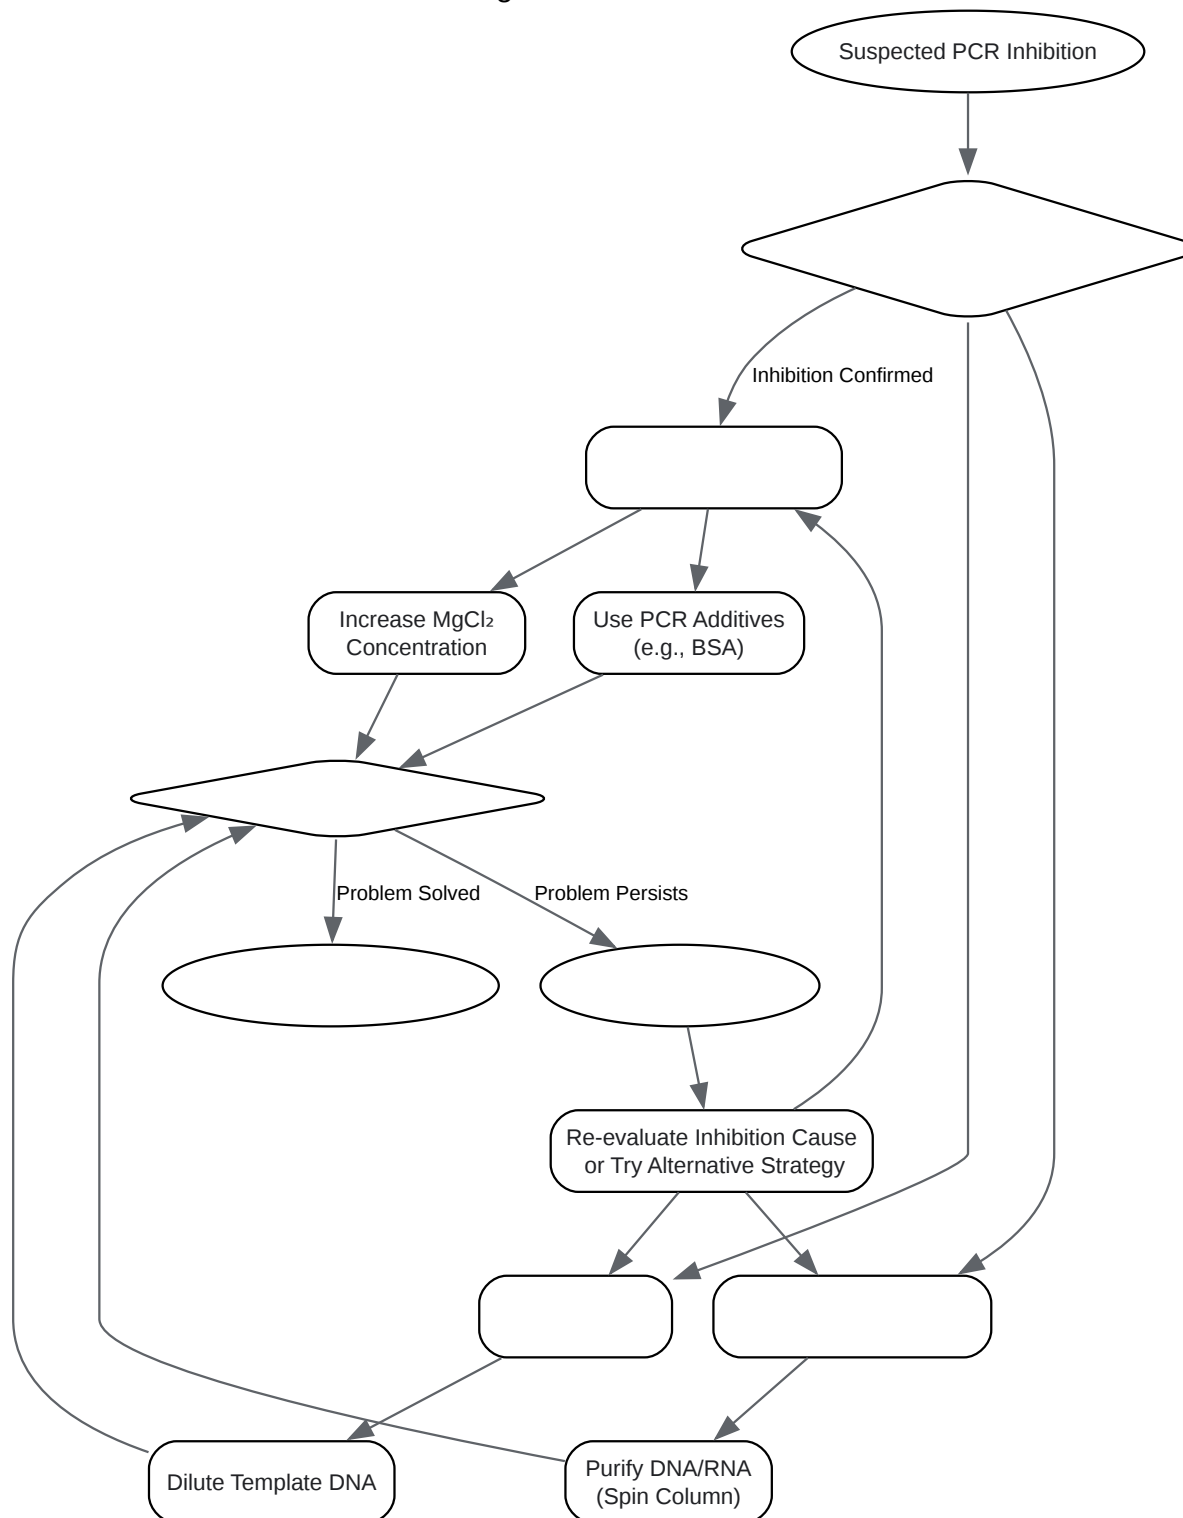 Suspected PCR Inhibition
Inhibition Confirmed
Increase MgCl₂
Concentration
Use PCR Additives
(e.g., BSA)
Problem Solved
Problem Persists
Re-evaluate Inhibition Cause
or Try Alternative Strategy
Dilute Template DNA
Purify DNA/RNA
(Spin Column)